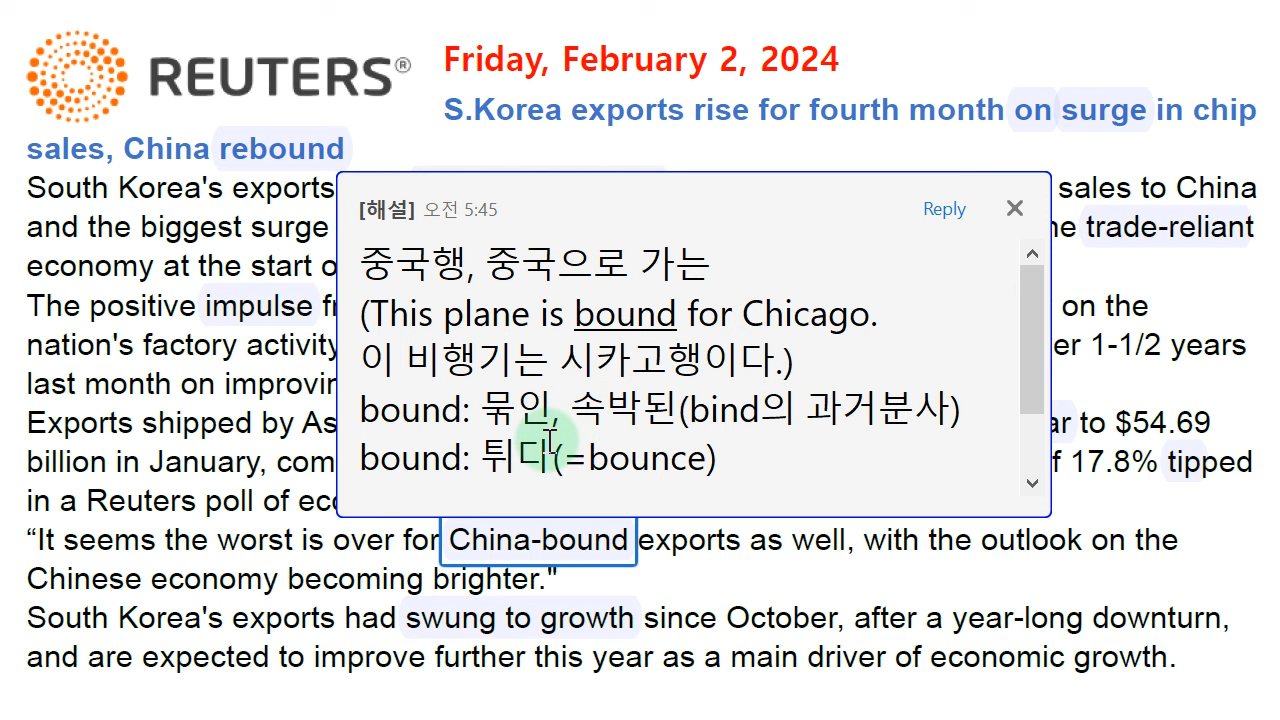 REUTERS®
Friday, February 2, 2024
S.Korea exports rise for fourth month on surge in chip
sales, China rebound
South Korea's exports sales to China
and the biggest surge trade-reliant
economy at the start
The positive impulse on the
nation's factory activity 1-1/2 years
last month on
Exports shipped by to $54.69
billion in January, 17.8% tipped
in a Reuters poll of
“It seems the worst is over for China-bound exports as well, with the outlook on the
Chinese economy becoming brighter."
South Korea's exports had swung to growth since October, after a year-long downturn,
and are expected to improve further this year as a main driver of economic growth.
[해설] 오전 5:45 Reply ×
중국행, 중국으로 가는
(This plane is bound for Chicago.
이 비행기는 시카고행이다.)
bound: 묶인, 속박된(bind의 과거분사)
bound: 튀다(=bounce)